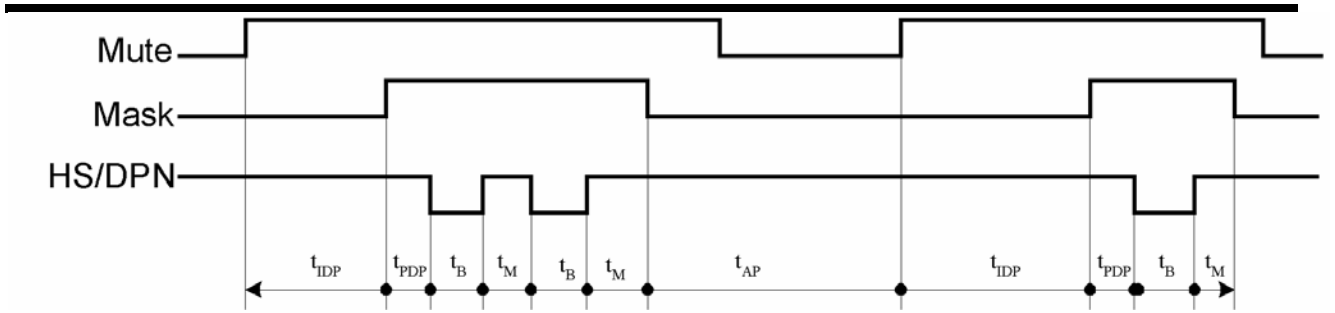 Mute
Mask
HS/DPN
tIDP tPDP tB tM tB tM tAP tIDP tPDP tB tM